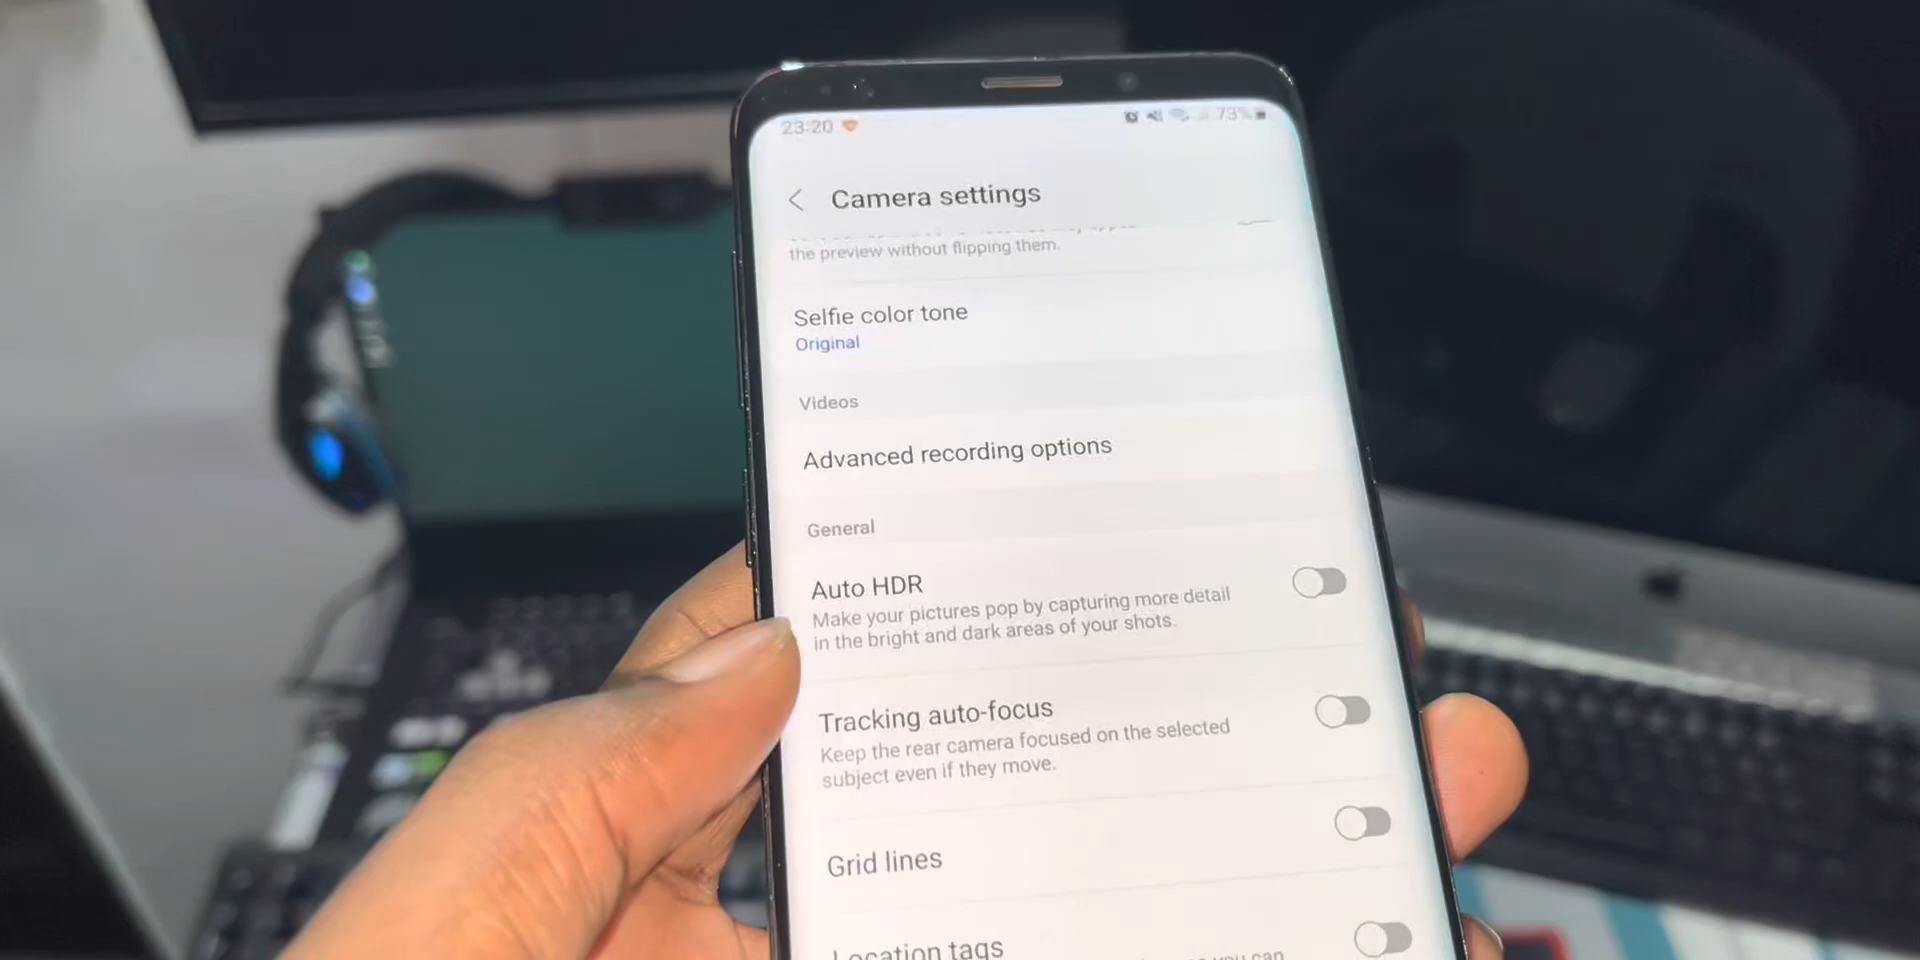 23:20
73%
Camera settings
the preview without flipping them.
Selfie color tone
Original
Videos
Advanced recording options
General
Auto HDR
Make your pictures pop by capturing more detail
in the bright and dark areas of your shots.
Tracking auto-focus
Keep the rear camera focused on the selected
subject even if they move.
Grid lines
Location tags
you can